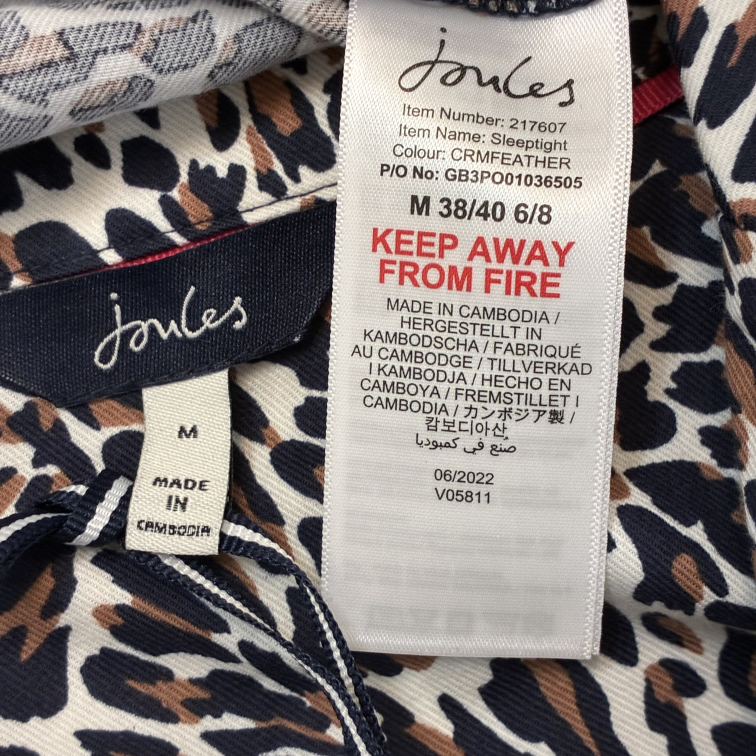 joules
Item Number: 217607
Item Name: Sleeptight
Colour: CRMFEATHER
P/O No: GB3PO01036505
M 38/40 6/8
KEEP AWAY
FROM FIRE
MADE IN CAMBODIA /
HERGESTELLT IN
KAMBODSCHA / FABRIQUÉ
AU CAMBODGE / TILLVERKAD
I KAMBODJA / HECHO EN
CAMBOYA / FREMSTILLET I
CAMBODIA / カンボジア製 /
캄보디아산
صُنع في كمبوديا
06/2022
V05811
joules
M
MADE
IN
CAMBODIA